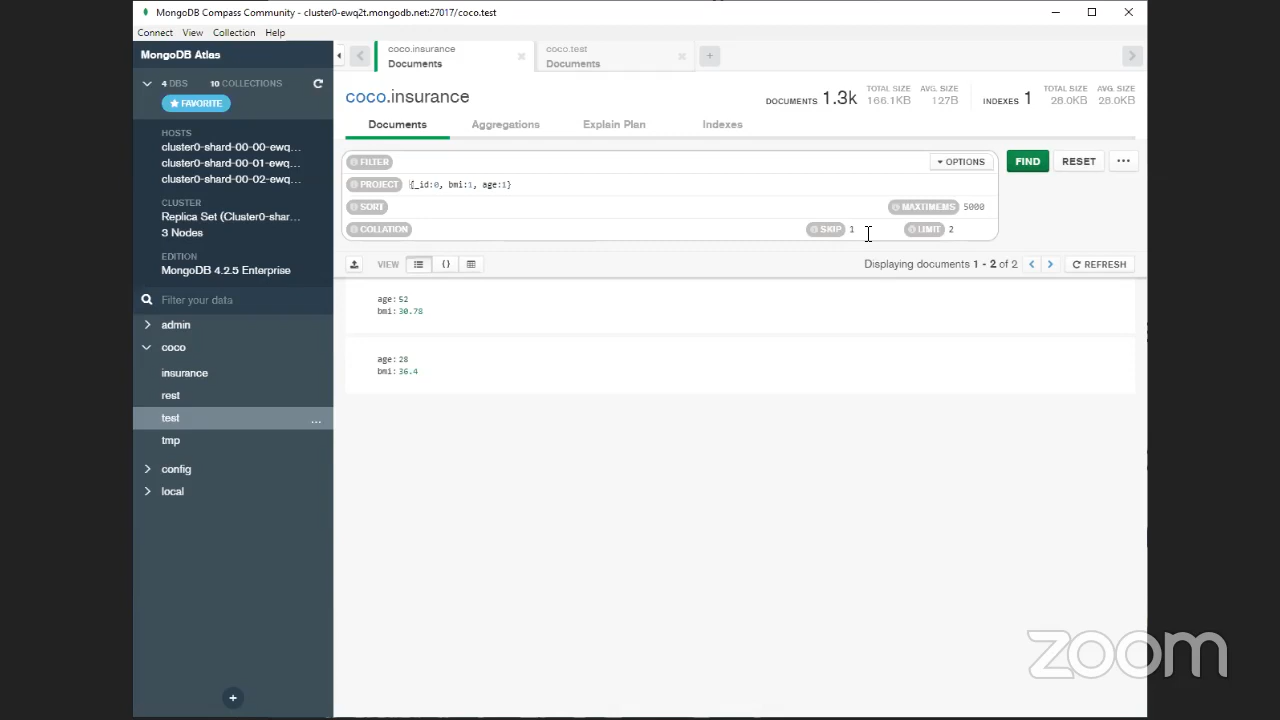 MongoDB Compass Community - cluster0-ewq2t.mongodb.net:27017/coco.test
Connect View Collection Help
MongoDB Atlas
4 DBS 10 COLLECTIONS
FAVORITE
HOSTS
cluster0-shard-00-00-ewq...
cluster0-shard-00-01-ewq...
cluster0-shard-00-02-ewq...
CLUSTER
Replica Set (Cluster0-shar...
3 Nodes
EDITION
MongoDB 4.2.5 Enterprise
Filter your data
admin
coco
insurance
rest
test ...
tmp
config
local
+
coco.insurance
Documents
coco.test
Documents
+
coco.insurance
DOCUMENTS 1.3k TOTAL SIZE 166.1KB AVG. SIZE 127B INDEXES 1 TOTAL SIZE 28.0KB AVG. SIZE 28.0KB
Documents Aggregations Explain Plan Indexes
FILTER OPTIONS FIND RESET ...
PROJECT {_id:0, bmi:1, age:1}
SORT MAXTIMEMS 5000
COLLATION SKIP 1 LIMIT 2
VIEW {} Displaying documents 1 - 2 of 2 < > REFRESH
age: 52
bmi: 30.78
age: 28
bmi: 36.4
zoom